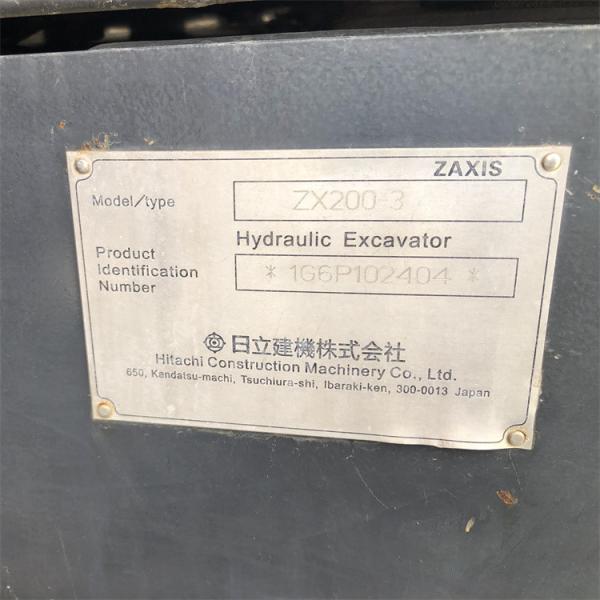 ZAXIS
Model/type ZX200-3
Hydraulic Excavator
Product
Identification
Number
* 1G6P102404 *
日立建機株式会社
Hitachi Construction Machinery Co., Ltd.
650, Kandatsu-machi, Tsuchiura-shi, Ibaraki-ken, 300-0013 Japan